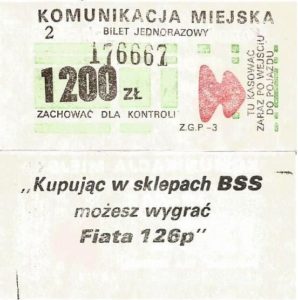 KOMUNIKACJA MIEJSKA
2 BILET JEDNORAZOWY
176667
1200 ZŁ
ZACHOWAĆ DLA KONTROLI
Z.G.P-3
TU KASOWAĆ
ZARAZ PO WEJŚCIU
DO POJAZDU
„Kupując w sklepach BSS
możesz wygrać
Fiata 126p"